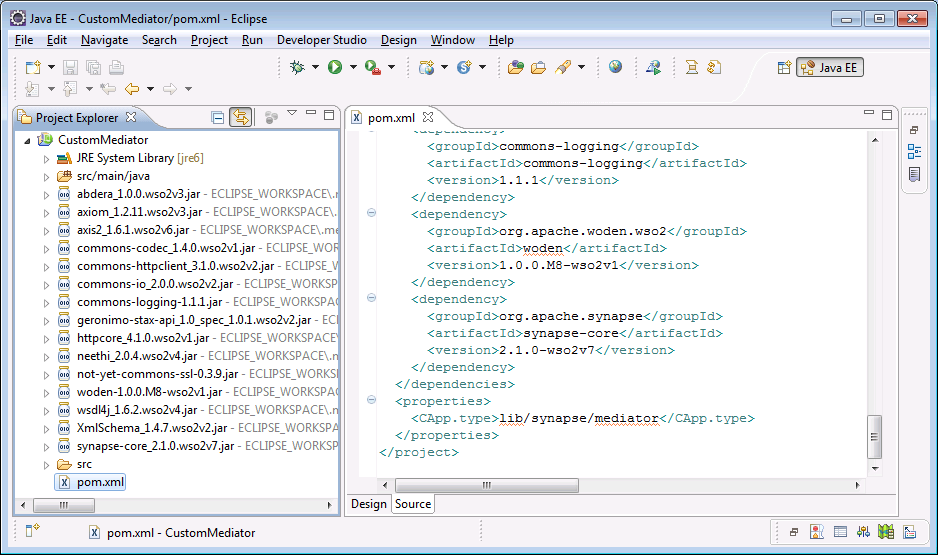 Java EE - CustomMediator/pom.xml - Eclipse
File Edit Navigate Search Project Run Developer Studio Design Window Help
Java EE
Project Explorer
CustomMediator
JRE System Library [jre6]
src/main/java
abdera_1.0.0.wso2v3.jar - ECLIPSE_WORKSPACE\.
axiom_1.2.11.wso2v3.jar - ECLIPSE_WORKSPACE\.
axis2_1.6.1.wso2v6.jar - ECLIPSE_WORKSPACE\.me
commons-codec_1.4.0.wso2v1.jar - ECLIPSE_WORK
commons-httpclient_3.1.0.wso2v2.jar - ECLIPSE_W
commons-io_2.0.0.wso2v2.jar - ECLIPSE_WORKSPA
commons-logging-1.1.1.jar - ECLIPSE_WORKSPAC
geronimo-stax-api_1.0_spec_1.0.1.wso2v2.jar - ECL
httpcore_4.1.0.wso2v1.jar - ECLIPSE_WORKSPACE
neethi_2.0.4.wso2v4.jar - ECLIPSE_WORKSPACE\.m
not-yet-commons-ssl-0.3.9.jar - ECLIPSE_WORKSP
woden-1.0.0.M8-wso2v1.jar - ECLIPSE_WORKSPAC
wsdl4j_1.6.2.wso2v4.jar - ECLIPSE_WORKSPACE\.m
XmlSchema_1.4.7.wso2v2.jar - ECLIPSE_WORKSPA
synapse-core_2.1.0.wso2v7.jar - ECLIPSE_WORKSP
src
pom.xml
pom.xml
<dependency>
<groupId>commons-logging</groupId>
<artifactId>commons-logging</artifactId>
<version>1.1.1</version>
</dependency>
<dependency>
<groupId>org.apache.woden.wso2</groupId>
<artifactId>woden</artifactId>
<version>1.0.0.M8-wso2v1</version>
</dependency>
<dependency>
<groupId>org.apache.synapse</groupId>
<artifactId>synapse-core</artifactId>
<version>2.1.0-wso2v7</version>
</dependency>
</dependencies>
<properties>
<CApp.type>lib/synapse/mediator</CApp.type>
</properties>
</project>
Design Source
pom.xml - CustomMediator